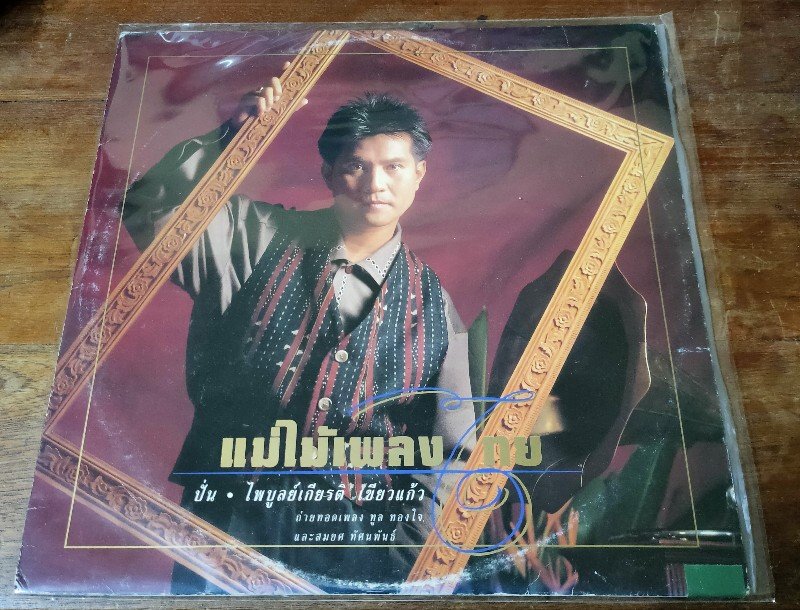 แม่ไม้เพลงไทย
ปั่น • ไพบูลย์เกียรติ เขียวแก้ว
ถ่ายทอดเพลง ทูล ทองใจ
และสมยศ ทัศนพันธ์